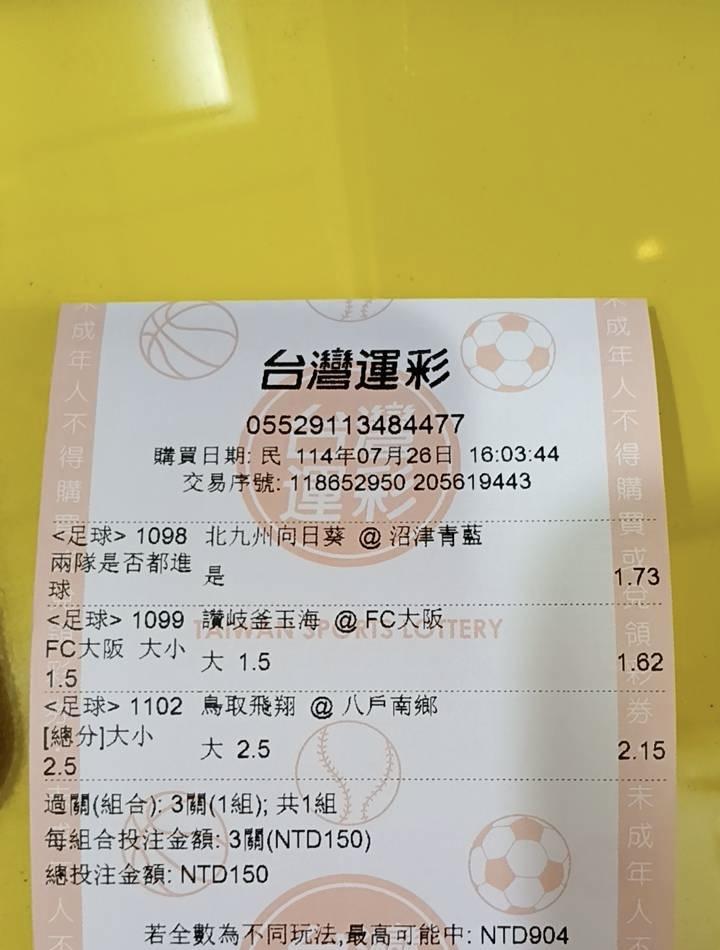 台灣運彩
05529113484477
購買日期: 民 114年07月26日 16:03:44
交易序號: 118652950 205619443
<足球> 1098 北九州向日葵 @ 沼津青藍
兩隊是否都進球 是 1.73
<足球> 1099 讚岐釜玉海 @ FC大阪
TAIWAN SPORTS LOTTERY
FC大阪 大小 1.5 大 1.5 1.62
<足球> 1102 鳥取飛翔 @ 八戶南鄉
[總分]大小 2.5 大 2.5 2.15
過關(組合): 3關(1組); 共1組
每組合投注金額: 3關(NTD150)
總投注金額: NTD150
若全數為不同玩法,最高可能中: NTD904
未成年人不得購
未成年人不得購買或兌領彩券
未成年人不